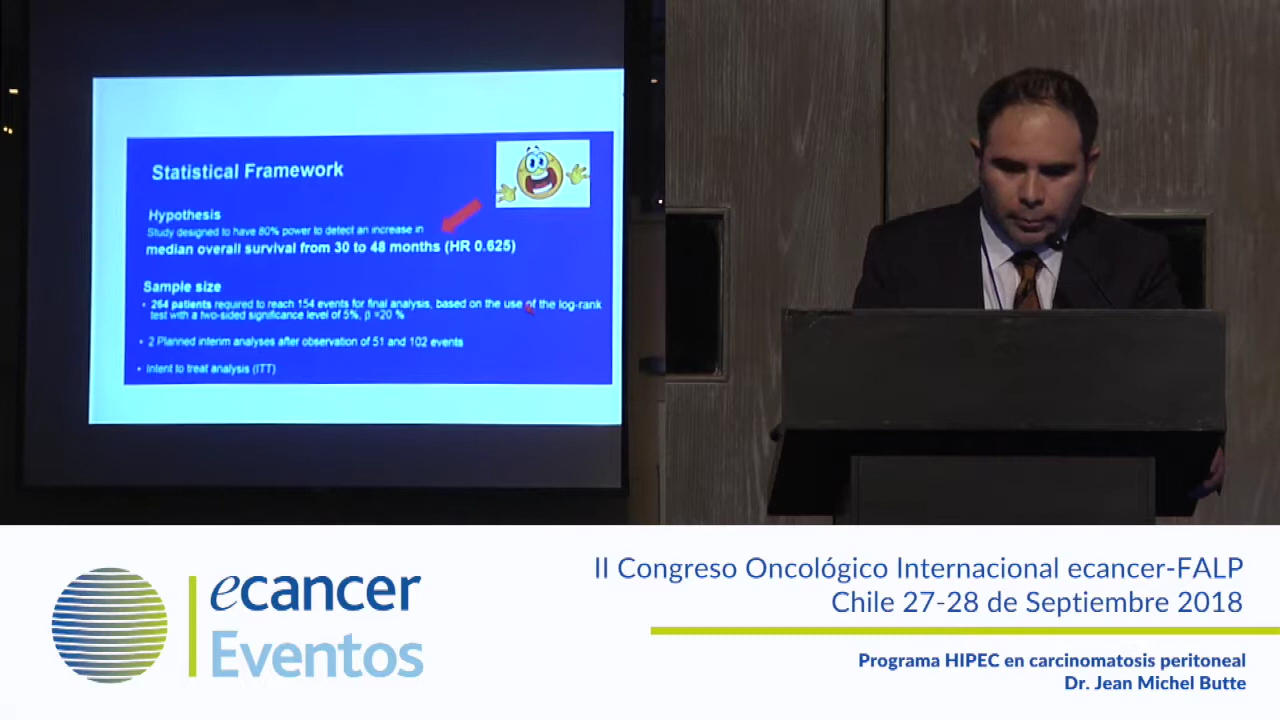 Statistical Framework
Hypothesis
Study designed to have 80% power to detect an increase in
median overall survival from 30 to 48 months (HR 0.625)
Sample size
• 264 patients required to reach 154 events for final analysis, based on the use of the log-rank
test with a two-sided significance level of 5%, β =20 %
• 2 Planned interim analyses after observation of 51 and 102 events
• Intent to treat analysis (ITT)
ecancer
Eventos
II Congreso Oncológico Internacional ecancer-FALP
Chile 27-28 de Septiembre 2018
Programa HIPEC en carcinomatosis peritoneal
Dr. Jean Michel Butte